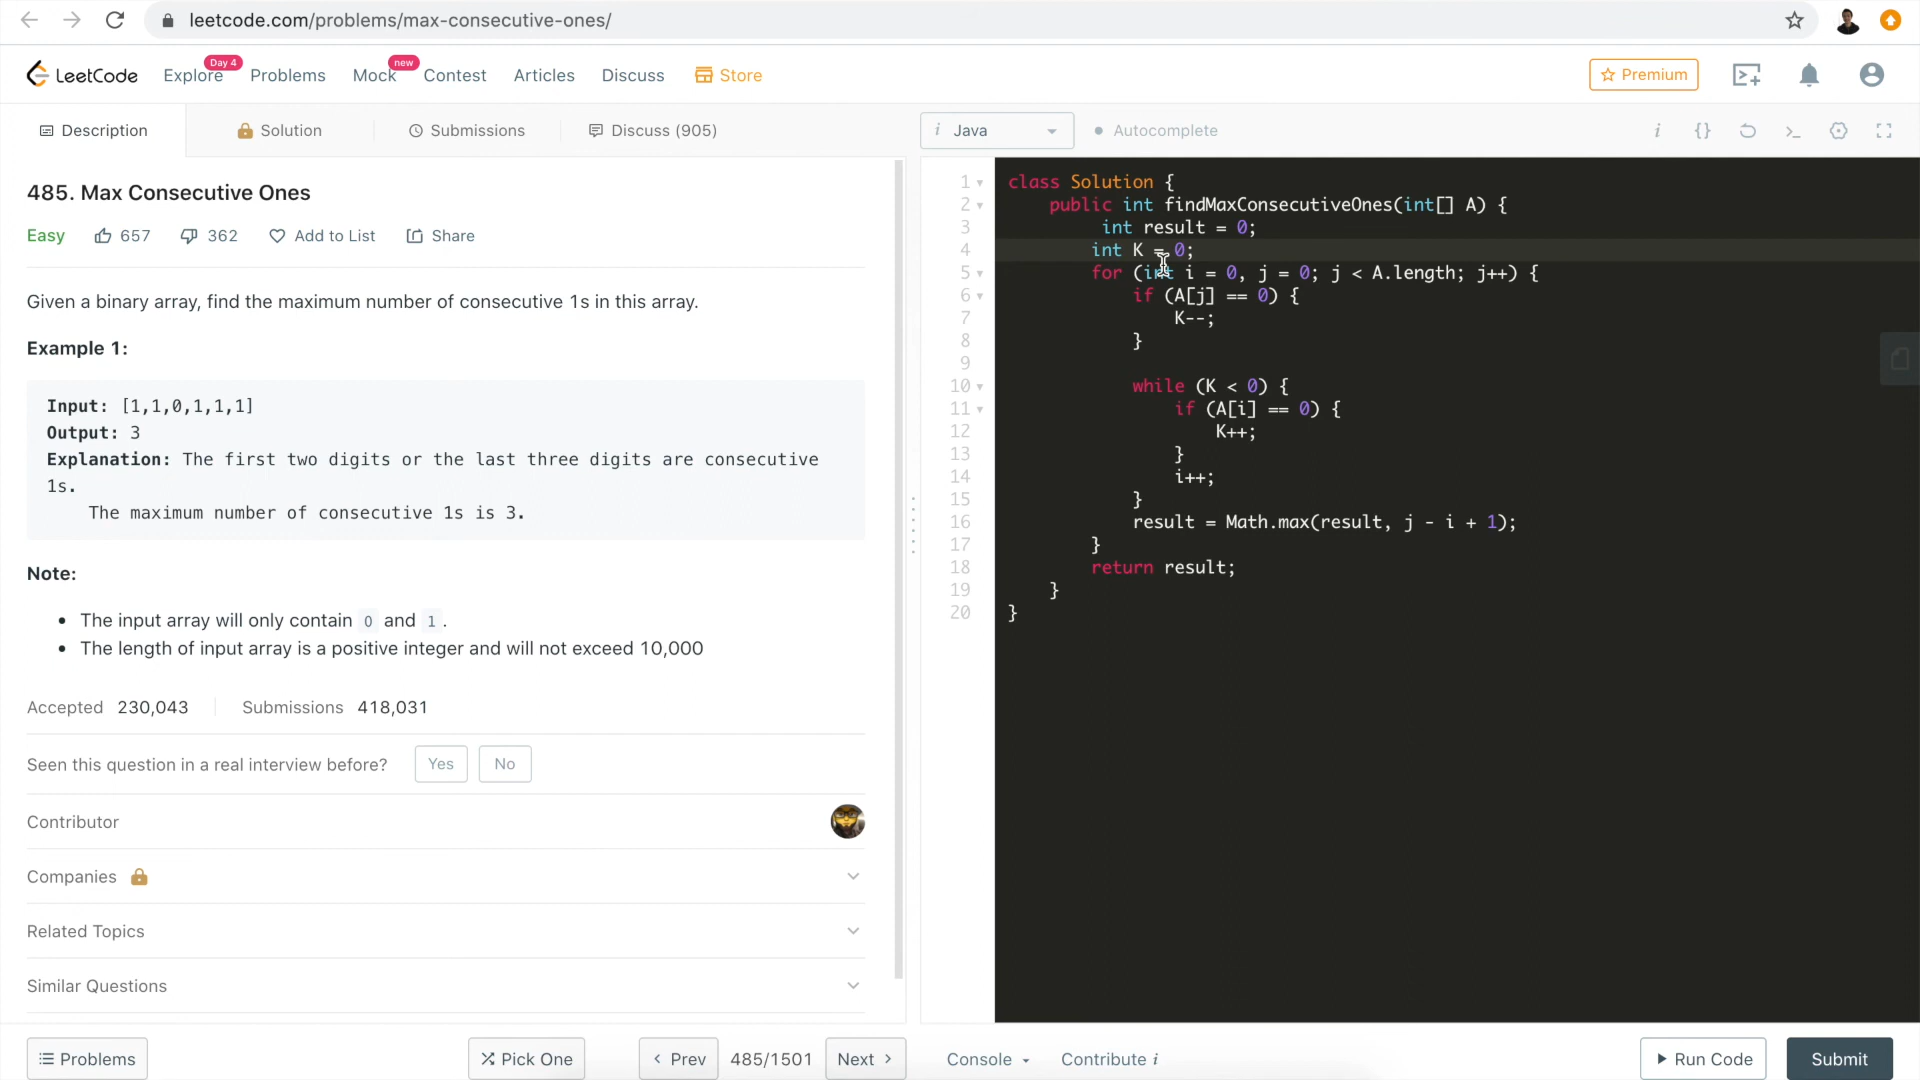 leetcode.com/problems/max-consecutive-ones/
LeetCode Explore Day 4 Problems Mock new Contest Articles Discuss Store Premium
Description Solution Submissions Discuss (905)
i Java Autocomplete i {}
485. Max Consecutive Ones
Easy 657 362 Add to List Share
Given a binary array, find the maximum number of consecutive 1s in this array.
Example 1:
Input: [1,1,0,1,1,1]
Output: 3
Explanation: The first two digits or the last three digits are consecutive
1s.
The maximum number of consecutive 1s is 3.
Note:
• The input array will only contain 0 and 1 .
• The length of input array is a positive integer and will not exceed 10,000
Accepted 230,043 Submissions 418,031
Seen this question in a real interview before? Yes No
Contributor
Companies
Related Topics
Similar Questions
1 class Solution {
2 public int findMaxConsecutiveOnes(int[] A) {
3 int result = 0;
4 int K = 0;
5 for (int i = 0, j = 0; j < A.length; j++) {
6 if (A[j] == 0) {
7 K--;
8 }
9
10 while (K < 0) {
11 if (A[i] == 0) {
12 K++;
13 }
14 i++;
15 }
16 result = Math.max(result, j - i + 1);
17 }
18 return result;
19 }
20 }
Problems Pick One < Prev 485/1501 Next > Console Contribute i Run Code Submit